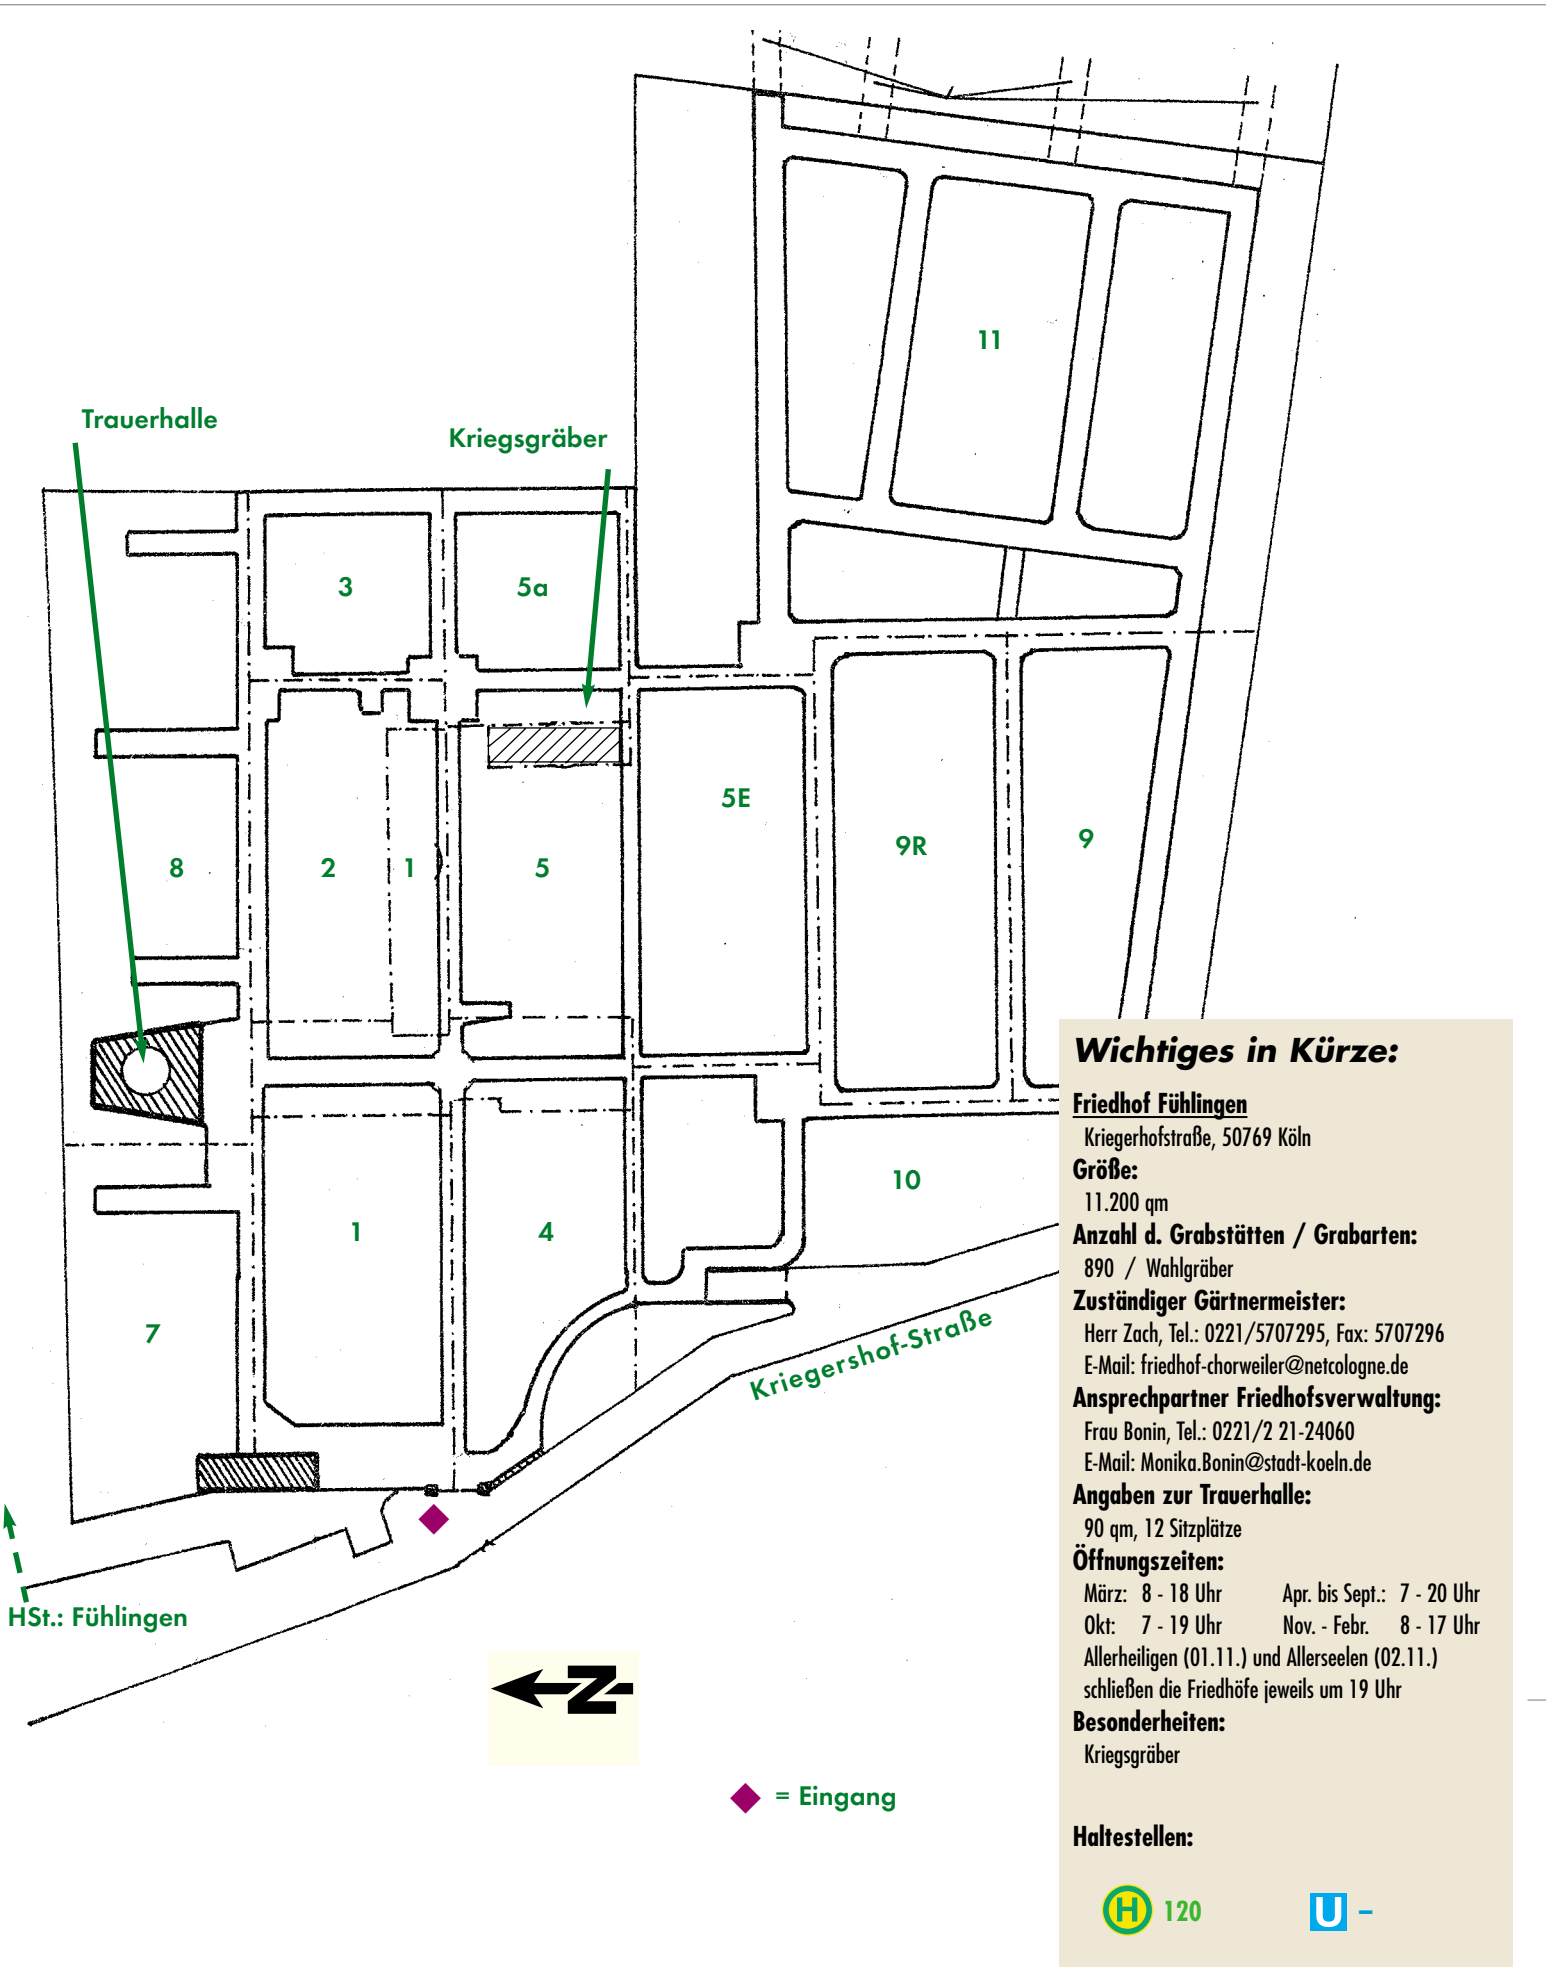 11
Trauerhalle
Kriegsgräber
3
5a
5E
9R
9
8
2
1
5
10
1
4
7
Kriegershof-Straße
HSt.: Fühlingen
N
= Eingang
Wichtiges in Kürze:
Friedhof Fühlingen
Kriegerhofstraße, 50769 Köln
Größe:
11.200 qm
Anzahl d. Grabstätten / Grabarten:
890 / Wahlgräber
Zuständiger Gärtnermeister:
Herr Zach, Tel.: 0221/5707295, Fax: 5707296
E-Mail: friedhof-chorweiler@netcologne.de
Ansprechpartner Friedhofsverwaltung:
Frau Bonin, Tel.: 0221/2 21-24060
E-Mail: Monika.Bonin@stadt-koeln.de
Angaben zur Trauerhalle:
90 qm, 12 Sitzplätze
Öffnungszeiten:
März: 8 - 18 Uhr Apr. bis Sept.: 7 - 20 Uhr
Okt: 7 - 19 Uhr Nov. - Febr. 8 - 17 Uhr
Allerheiligen (01.11.) und Allerseelen (02.11.)
schließen die Friedhöfe jeweils um 19 Uhr
Besonderheiten:
Kriegsgräber
Haltestellen:
H 120 U –